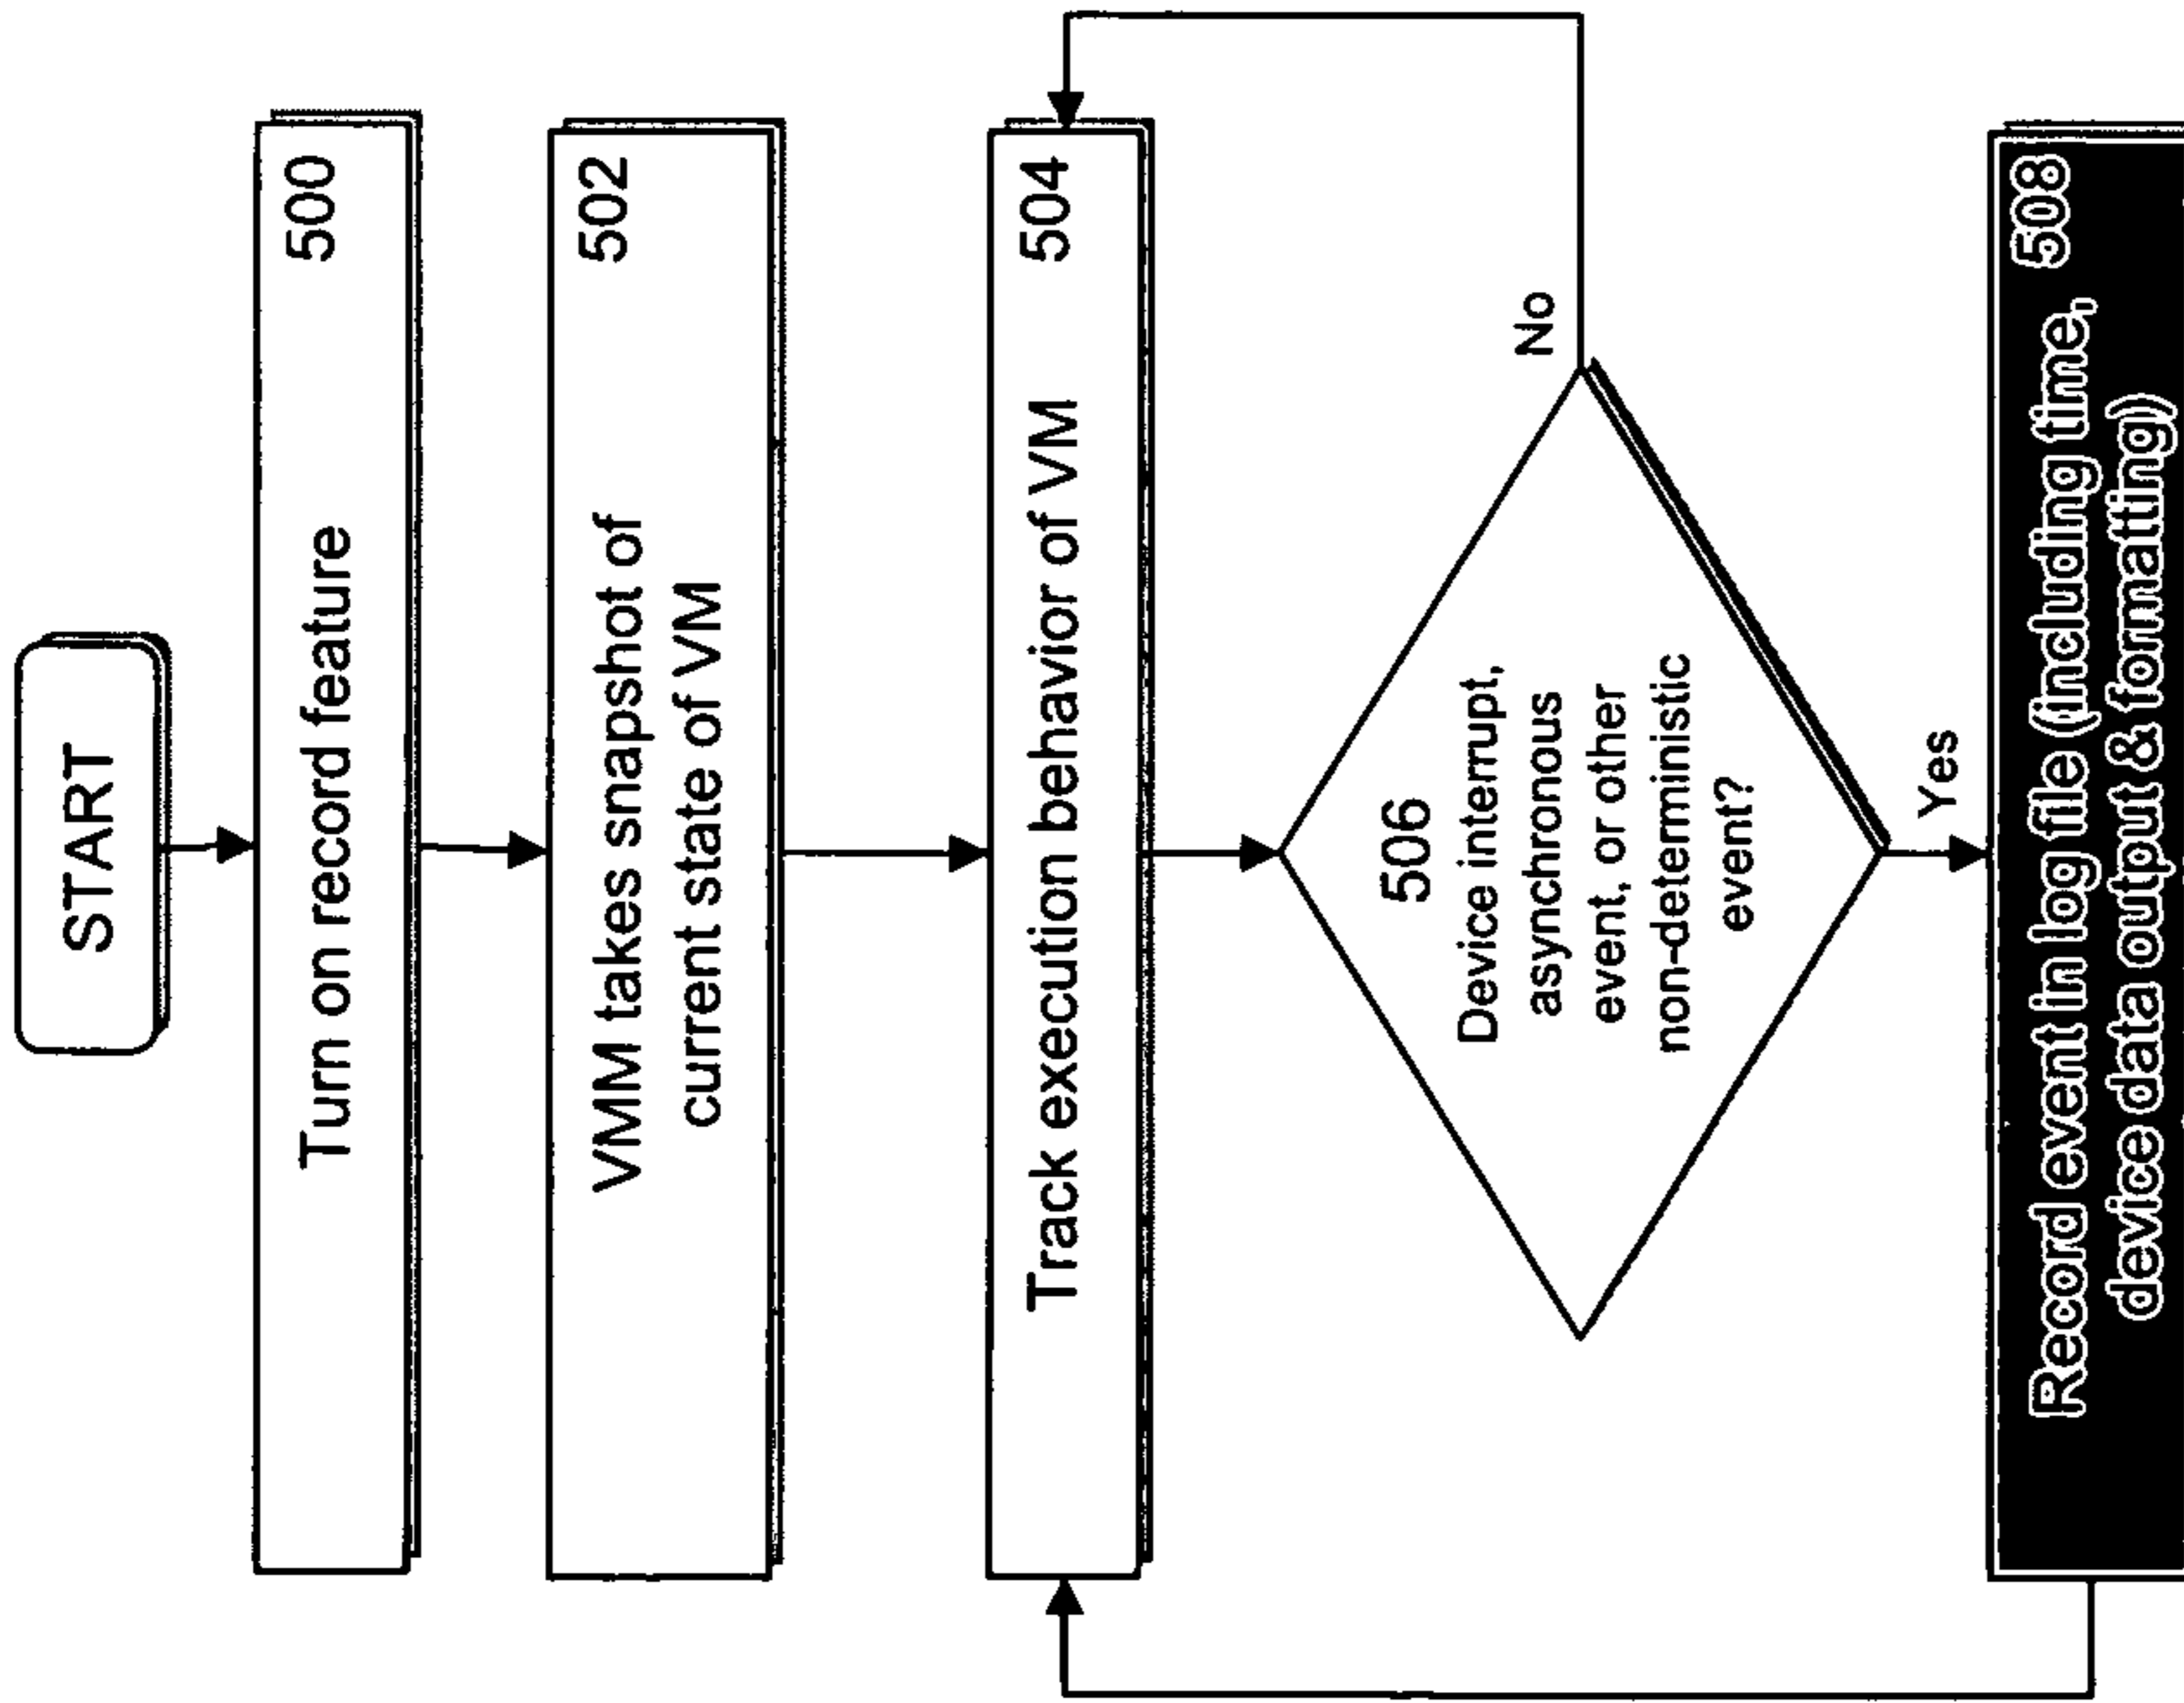 START
500
Turn on record feature
502
VMM takes snapshot of
current state of VM
504
Track execution behavior of VM
506
Device interrupt,
asynchronous
event, or other
non-deterministic
event?
No
Yes
508
Record event in log file (including time,
device data output & formatting)